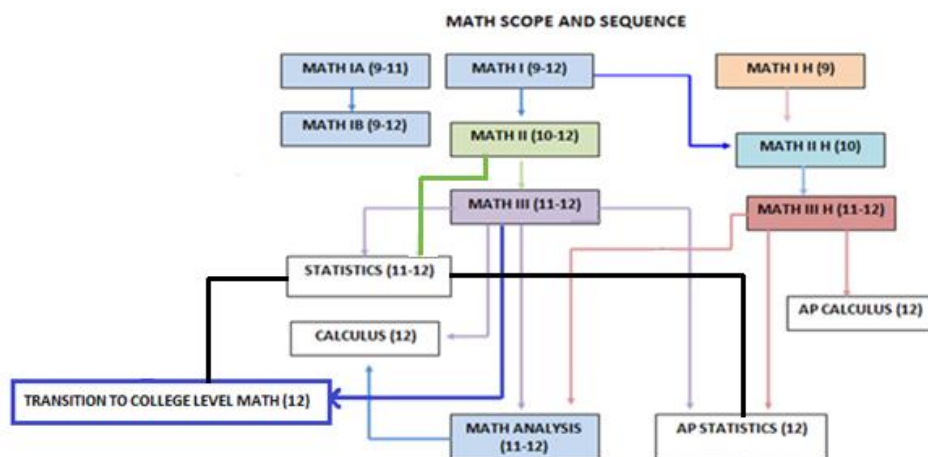 MATH SCOPE AND SEQUENCE
MATH IA (9-11)
MATH I (9-12)
MATH I H (9)
MATH IB (9-12)
MATH II (10-12)
MATH II H (10)
MATH III (11-12)
MATH III H (11-12)
STATISTICS (11-12)
AP CALCULUS (12)
CALCULUS (12)
TRANSITION TO COLLEGE LEVEL MATH (12)
MATH ANALYSIS
(11-12)
AP STATISTICS (12)